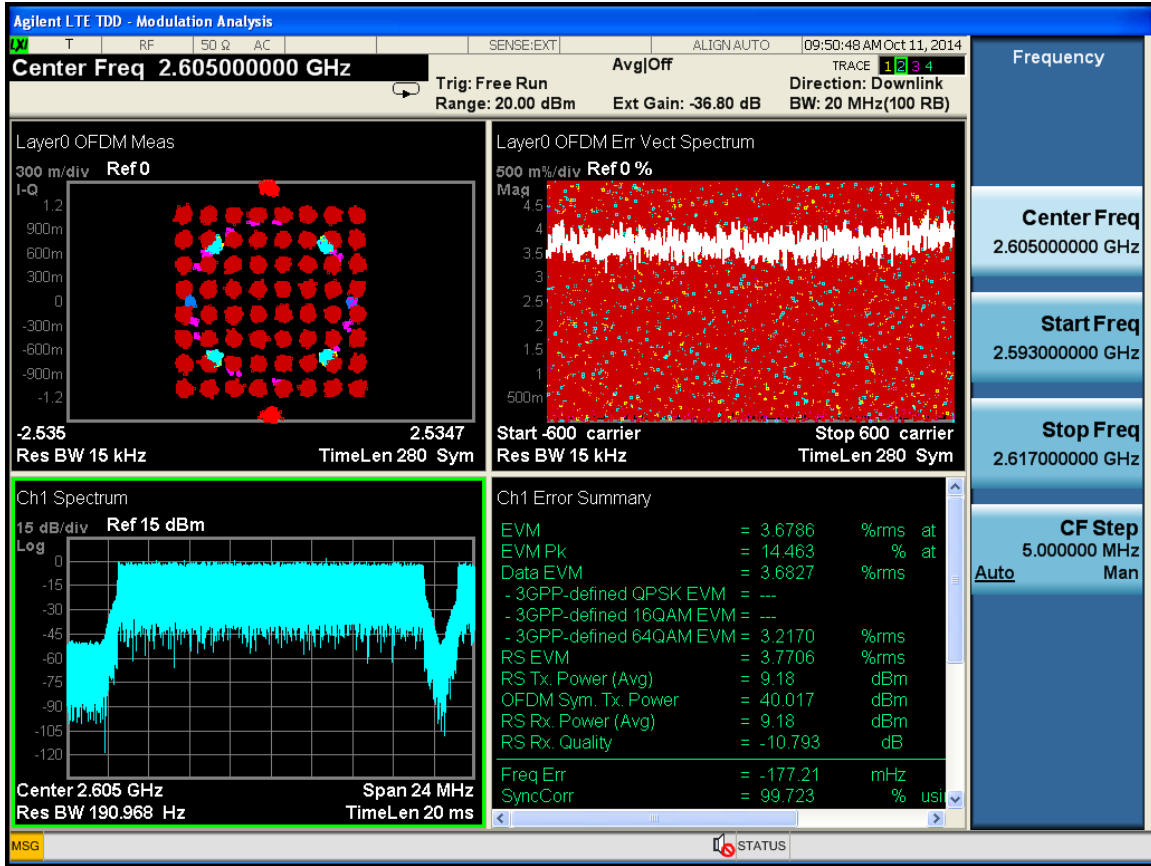 Agilent LTE TDD - Modulation Analysis
LXI T RF 50 Ω AC SENSE:EXT ALIGN AUTO 09:50:48 AM Oct 11, 2014
Center Freq 2.605000000 GHz
Avg|Off
TRACE 1 2 3 4
Trig: Free Run
Direction: Downlink
Range: 20.00 dBm Ext Gain: -36.80 dB BW: 20 MHz(100 RB)
Layer0 OFDM Meas
300 m/div Ref 0
I-Q
1.2
900m
600m
300m
0
-300m
-600m
-900m
-1.2
-2.535 2.5347
Res BW 15 kHz TimeLen 280 Sym
Layer0 OFDM Err Vect Spectrum
500 m%/div Ref 0 %
Mag
4.5
4
3.5
3
2.5
2
1.5
1
500m
Start -600 carrier Stop 600 carrier
Res BW 15 kHz TimeLen 280 Sym
Ch1 Spectrum
15 dB/div Ref 15 dBm
Log
0
-15
-30
-45
-60
-75
-90
-105
-120
Center 2.605 GHz Span 24 MHz
Res BW 190.968 Hz TimeLen 20 ms
Ch1 Error Summary
EVM = 3.6786 %rms at
EVM Pk = 14.463 % at
Data EVM = 3.6827 %rms
- 3GPP-defined QPSK EVM = ---
- 3GPP-defined 16QAM EVM = ---
- 3GPP-defined 64QAM EVM = 3.2170 %rms
RS EVM = 3.7706 %rms
RS Tx. Power (Avg) = 9.18 dBm
OFDM Sym. Tx. Power = 40.017 dBm
RS Rx. Power (Avg) = 9.18 dBm
RS Rx. Quality = -10.793 dB
Freq Err = -177.21 mHz
SyncCorr = 99.723 % usi
Frequency
Center Freq
2.605000000 GHz
Start Freq
2.593000000 GHz
Stop Freq
2.617000000 GHz
CF Step
5.000000 MHz
Auto Man
MSG STATUS